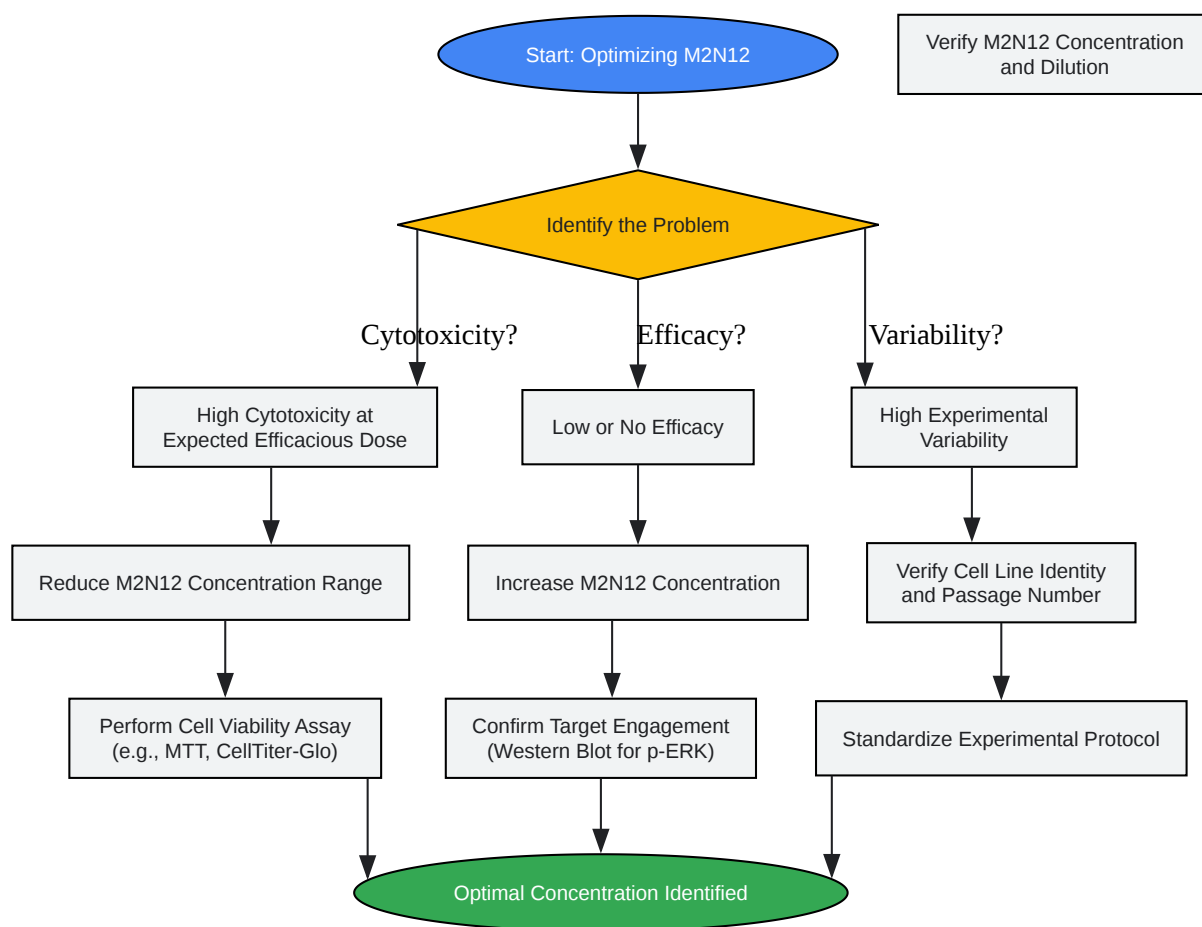 Start: Optimizing M2N12
Verify M2N12 Concentration
and Dilution
Identify the Problem
Cytotoxicity?
Efficacy?
Variability?
High Cytotoxicity at
Expected Efficacious Dose
Low or No Efficacy
High Experimental
Variability
Reduce M2N12 Concentration Range
Increase M2N12 Concentration
Verify Cell Line Identity
and Passage Number
Perform Cell Viability Assay
(e.g., MTT, CellTiter-Glo)
Confirm Target Engagement
(Western Blot for p-ERK)
Standardize Experimental Protocol
Optimal Concentration Identified